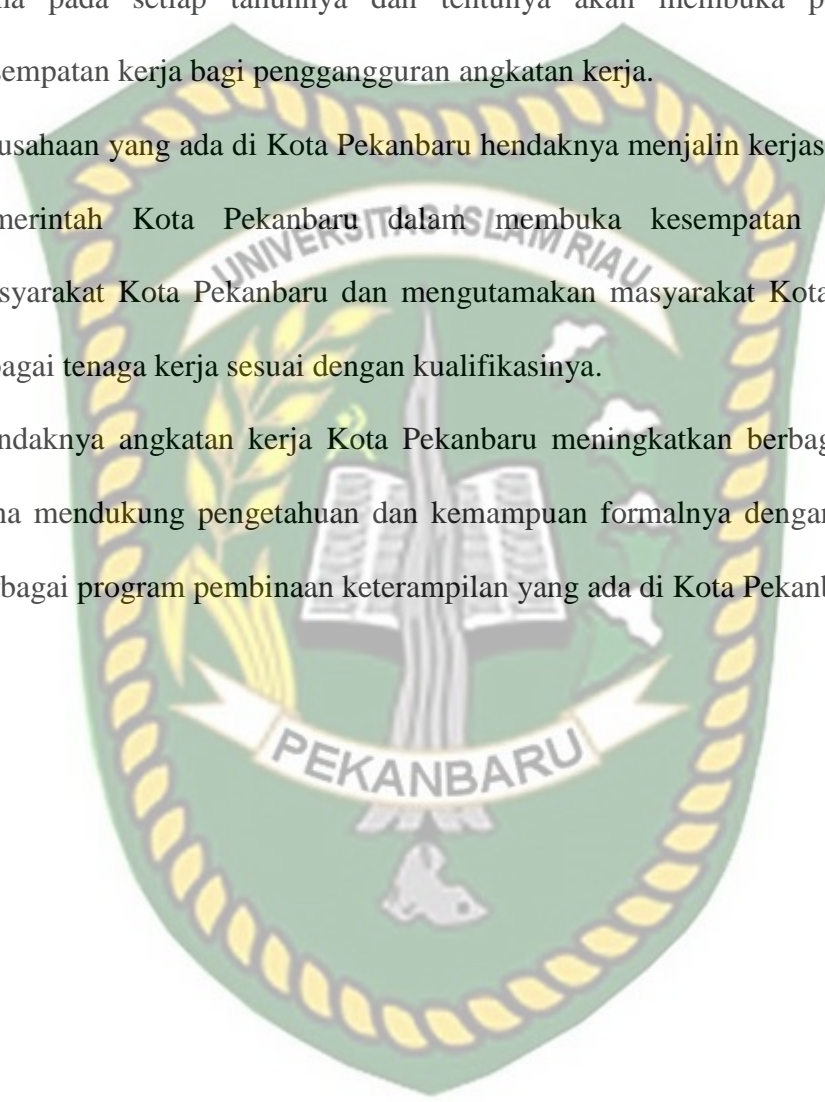 pada setiap tahunnya dan tentunya akan membuka
sempatan kerja bagi penggangguran angkatan kerja.
usahaan yang ada di Kota Pekanbaru hendaknya menjalin kerjas
merintah Kota Pekanbaru dalam membuka kesempatan
UNIVERSITAS ISLAM RIAU
syarakat Kota Pekanbaru dan mengutamakan masyarakat Kota
bagai tenaga kerja sesuai dengan kualifikasinya.
ndaknya angkatan kerja Kota Pekanbaru meningkatkan berbag
na mendukung pengetahuan dan kemampuan formalnya dengan
bagai program pembinaan keterampilan yang ada di Kota Pekanb
PEKANBARU